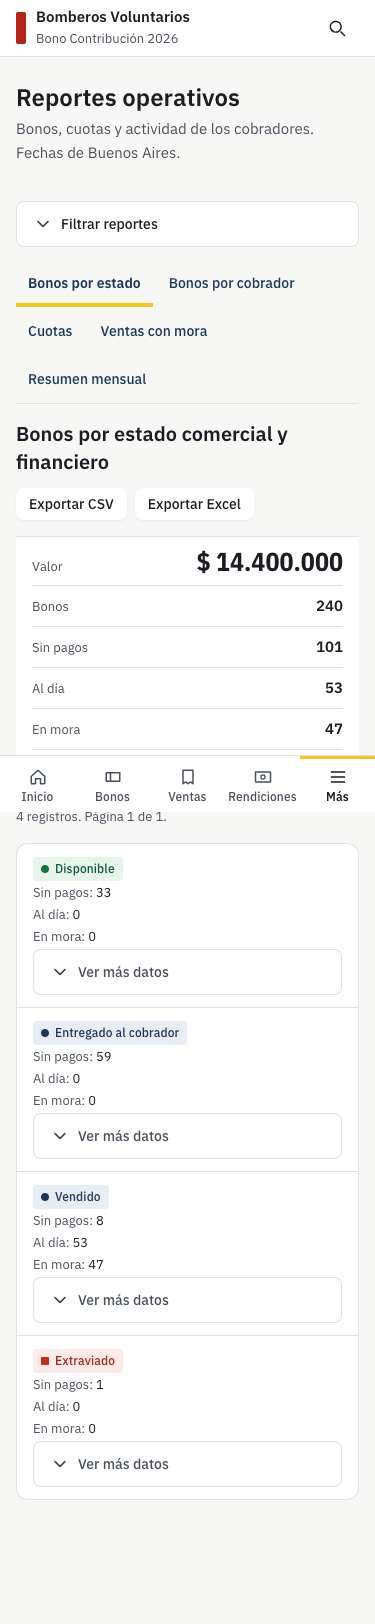 Bomberos Voluntarios
Bono Contribución 2026
Reportes operativos
Bonos, cuotas y actividad de los cobradores.
Fechas de Buenos Aires.
Filtrar reportes
Bonos por estado
Bonos por cobrador
Cuotas
Ventas con mora
Resumen mensual
Bonos por estado comercial y
financiero
Exportar CSV
Exportar Excel
Valor $ 14.400.000
Bonos 240
Sin pagos 101
Al día 53
En mora 47
Inicio
Bonos
Ventas
Rendiciones
Más
4 registros. Página 1 de 1.
Disponible
Sin pagos: 33
Al día: 0
En mora: 0
Ver más datos
Entregado al cobrador
Sin pagos: 59
Al día: 0
En mora: 0
Ver más datos
Vendido
Sin pagos: 8
Al día: 53
En mora: 47
Ver más datos
Extraviado
Sin pagos: 1
Al día: 0
En mora: 0
Ver más datos